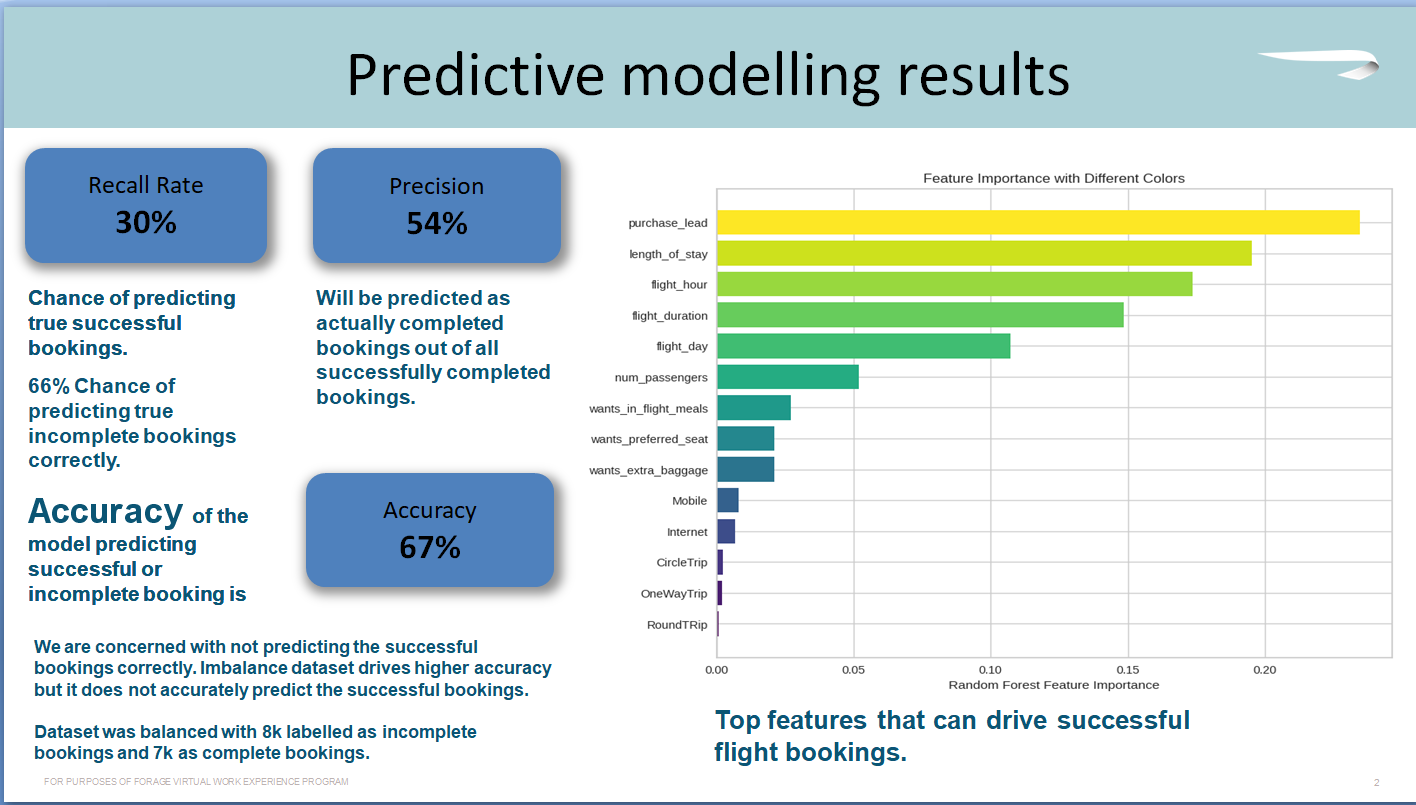 Predictive modelling results
Recall Rate
30%
Precision
54%
Chance of predicting
true successful
bookings.
66% Chance of
predicting true
incomplete bookings
correctly.
Will be predicted as
actually completed
bookings out of all
successfully completed
bookings.
Accuracy of the
model predicting
successful or
incomplete booking is
Accuracy
67%
We are concerned with not predicting the successful
bookings correctly. Imbalance dataset drives higher accuracy
but it does not accurately predict the successful bookings.
Dataset was balanced with 8k labelled as incomplete
bookings and 7k as complete bookings.
Feature Importance with Different Colors
purchase_lead
length_of_stay
flight_hour
flight_duration
flight_day
num_passengers
wants_in_flight_meals
wants_preferred_seat
wants_extra_baggage
Mobile
Internet
CircleTrip
OneWayTrip
RoundTRip
0.00 0.05 0.10 0.15 0.20
Random Forest Feature Importance
Top features that can drive successful
flight bookings.
FOR PURPOSES OF FORAGE VIRTUAL WORK EXPERIENCE PROGRAM
2